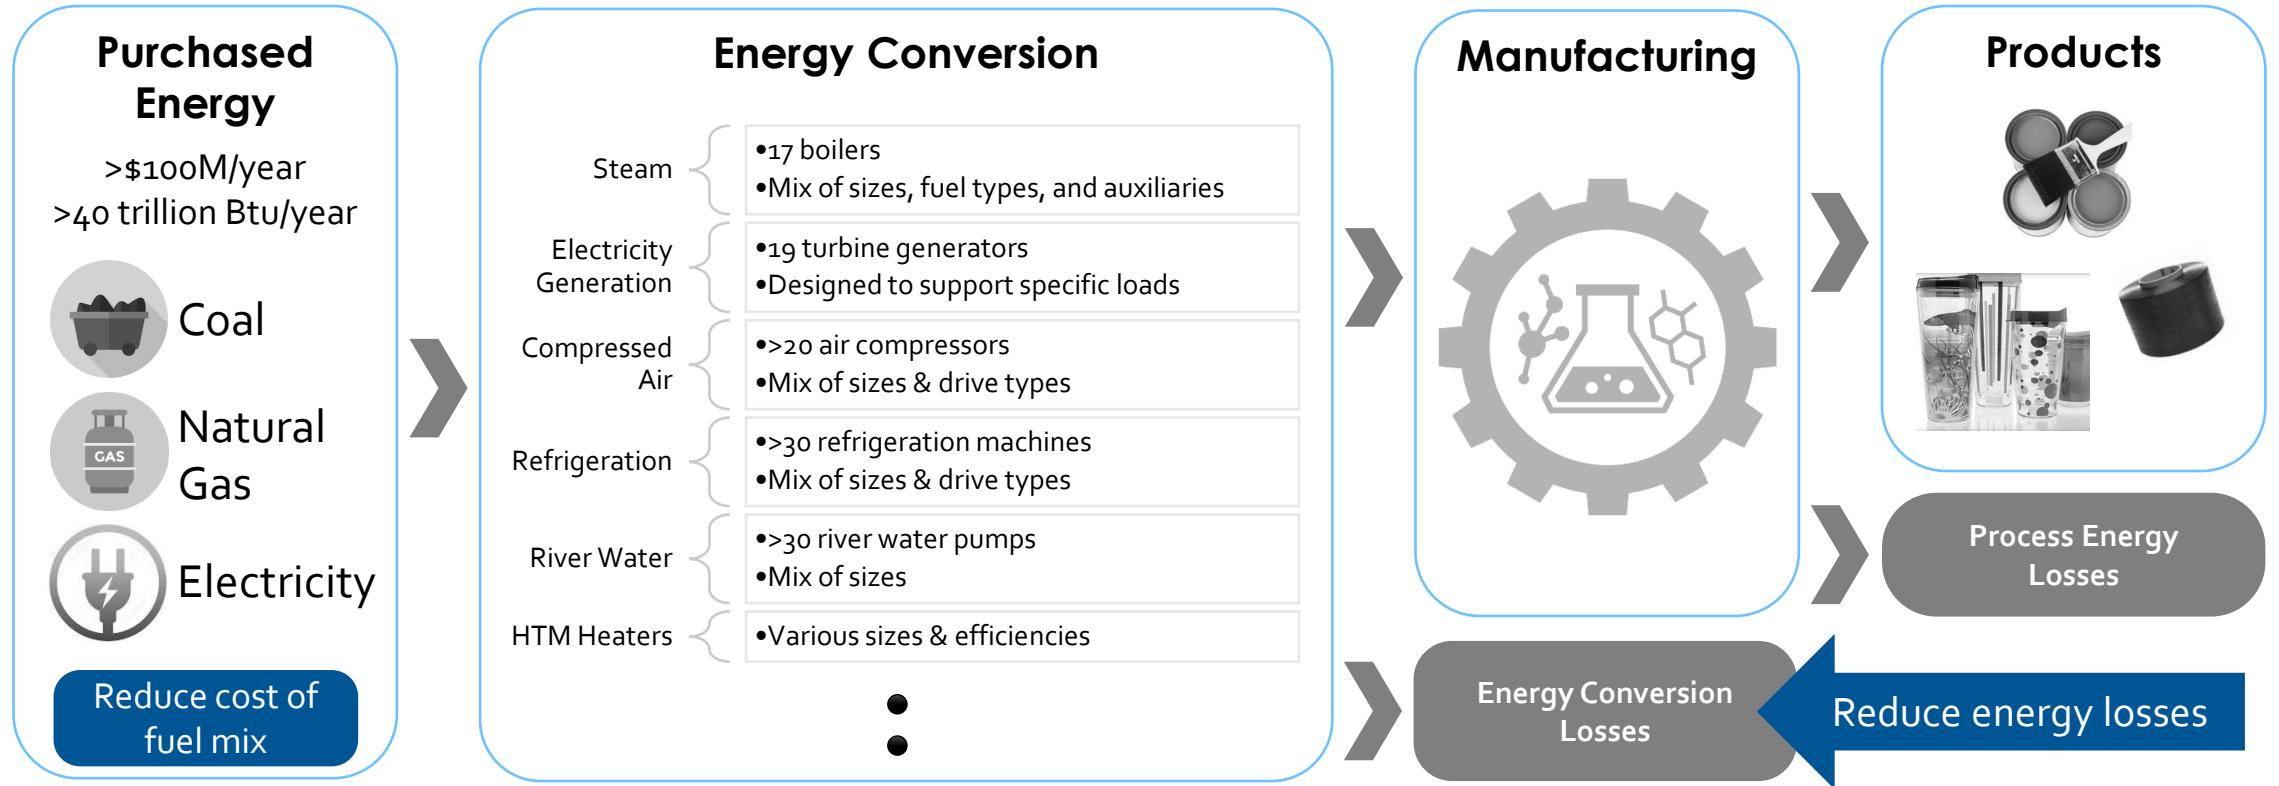 Purchased
Energy
>$100M/year
>40 trillion Btu/year
Coal
GAS
Natural
Gas
Electricity
Reduce cost of
fuel mix
Energy Conversion
Steam
•17 boilers
•Mix of sizes, fuel types, and auxiliaries
Electricity
Generation
•19 turbine generators
•Designed to support specific loads
Compressed
Air
•>20 air compressors
•Mix of sizes & drive types
Refrigeration
•>30 refrigeration machines
•Mix of sizes & drive types
River Water
•>30 river water pumps
•Mix of sizes
HTM Heaters
•Various sizes & efficiencies
Manufacturing
Products
Process Energy
Losses
Energy Conversion
Losses
Reduce energy losses